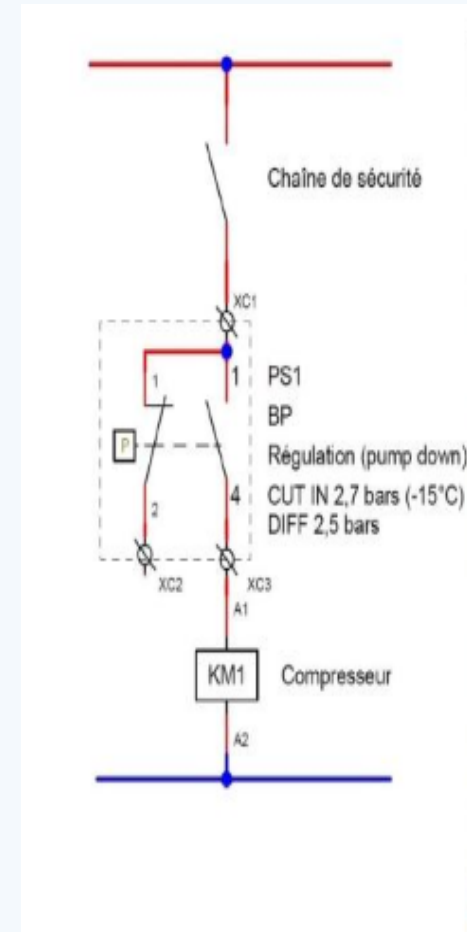 Chaîne de sécurité
XC1
1
1
PS1
BP
P
Régulation (pump down)
2
4
CUT IN 2,7 bars (-15°C)
DIFF 2,5 bars
XC2
XC3
A1
KM1
Compresseur
A2